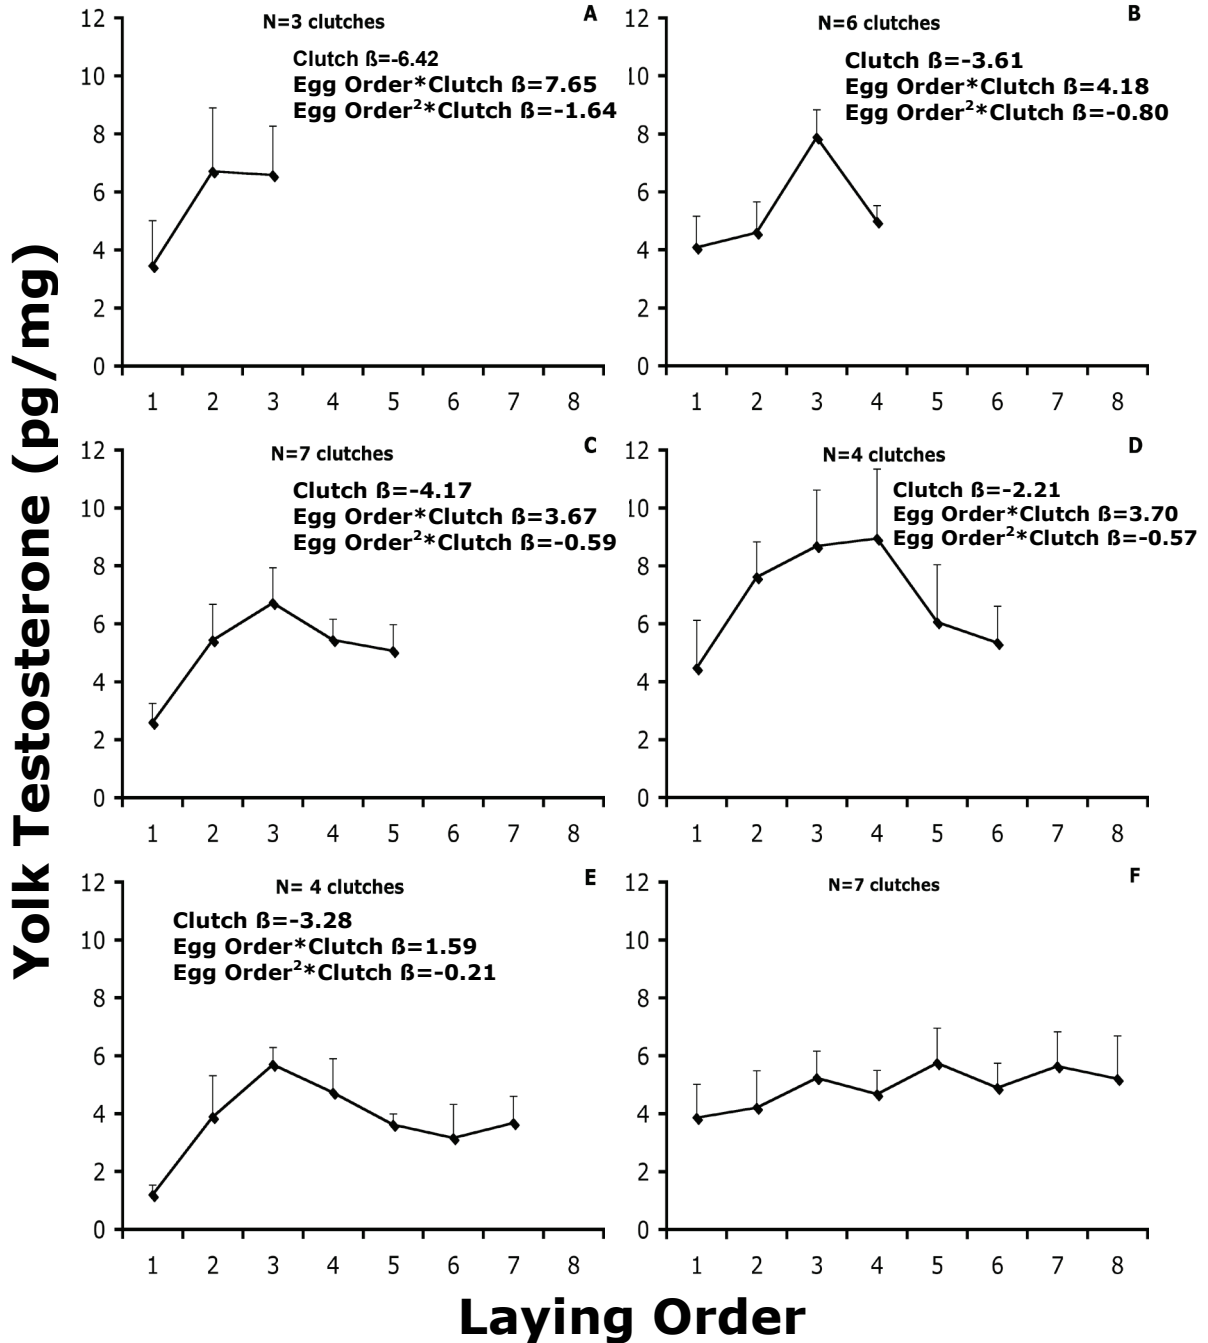 Yolk Testosterone (pg/mg)
A
N=3 clutches
Clutch ß=-6.42
Egg Order*Clutch ß=7.65
Egg Order²*Clutch ß=-1.64
12
10
8
6
4
2
0
1 2 3 4 5 6 7 8
B
N=6 clutches
Clutch ß=-3.61
Egg Order*Clutch ß=4.18
Egg Order²*Clutch ß=-0.80
12
10
8
6
4
2
0
1 2 3 4 5 6 7 8
C
N=7 clutches
Clutch ß=-4.17
Egg Order*Clutch ß=3.67
Egg Order²*Clutch ß=-0.59
12
10
8
6
4
2
0
1 2 3 4 5 6 7 8
D
N=4 clutches
Clutch ß=-2.21
Egg Order*Clutch ß=3.70
Egg Order²*Clutch ß=-0.57
12
10
8
6
4
2
0
1 2 3 4 5 6 7 8
E
N= 4 clutches
Clutch ß=-3.28
Egg Order*Clutch ß=1.59
Egg Order²*Clutch ß=-0.21
12
10
8
6
4
2
0
1 2 3 4 5 6 7 8
F
N=7 clutches
12
10
8
6
4
2
0
1 2 3 4 5 6 7 8
Laying Order